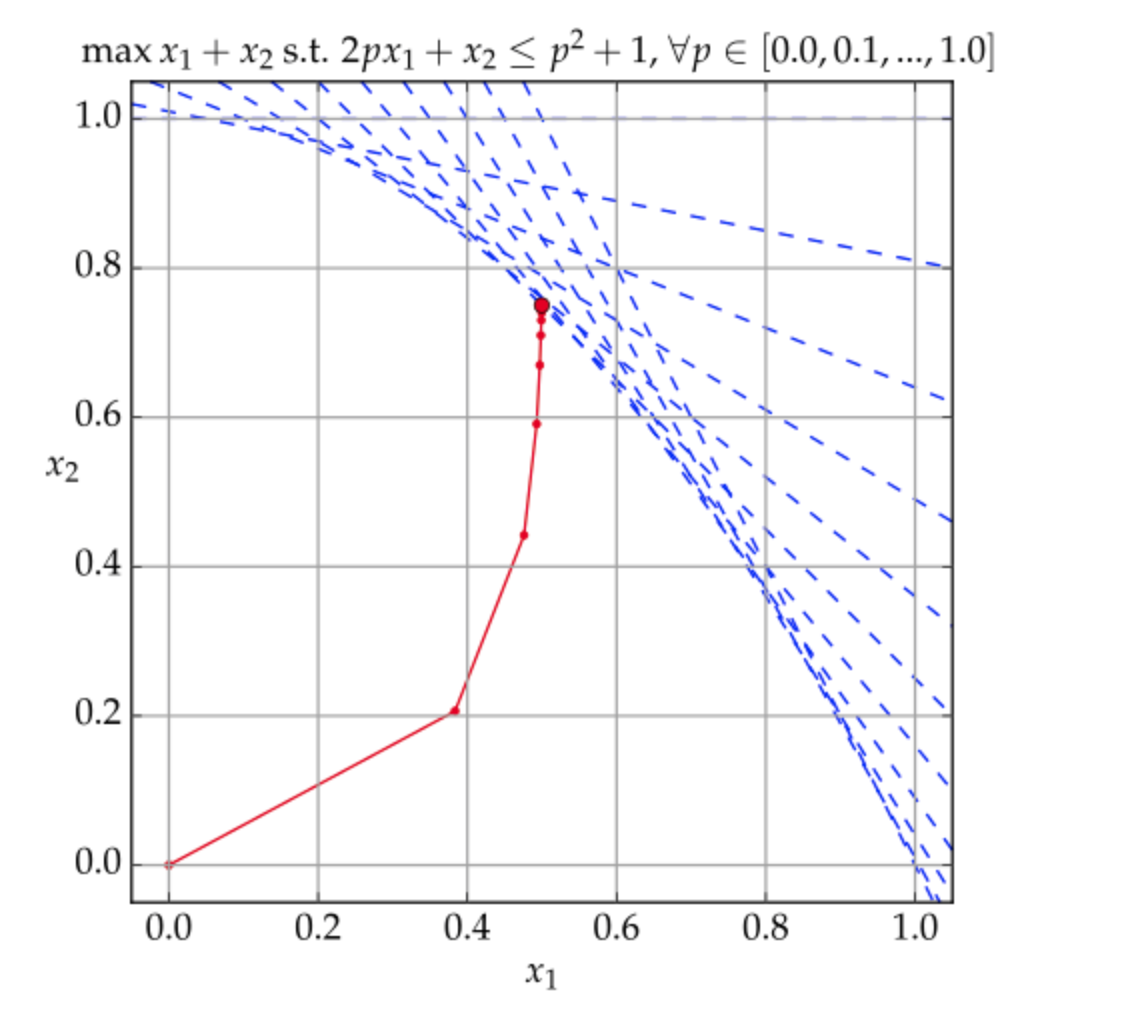 max x₁ + x₂ s.t. 2px₁ + x₂ ≤ p² + 1, ∀p ∈ [0.0, 0.1, ..., 1.0]
1.0
0.8
0.6
x₂
0.4
0.2
0.0
0.0 0.2 0.4 0.6 0.8 1.0
x₁